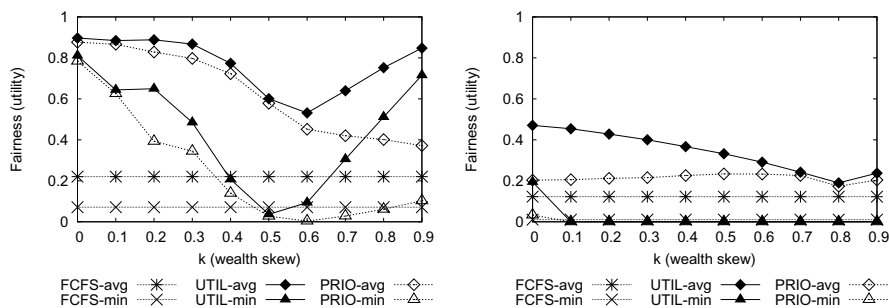 1
0.8
0.6
0.4
0.2
0
Fairness (utility)
0 0.1 0.2 0.3 0.4 0.5 0.6 0.7 0.8 0.9
k (wealth skew)
FCFS-avg UTIL-avg PRIO-avg
FCFS-min UTIL-min PRIO-min
1
0.8
0.6
0.4
0.2
0
Fairness (utility)
0 0.1 0.2 0.3 0.4 0.5 0.6 0.7 0.8 0.9
k (wealth skew)
FCFS-avg UTIL-avg PRIO-avg
FCFS-min UTIL-min PRIO-min